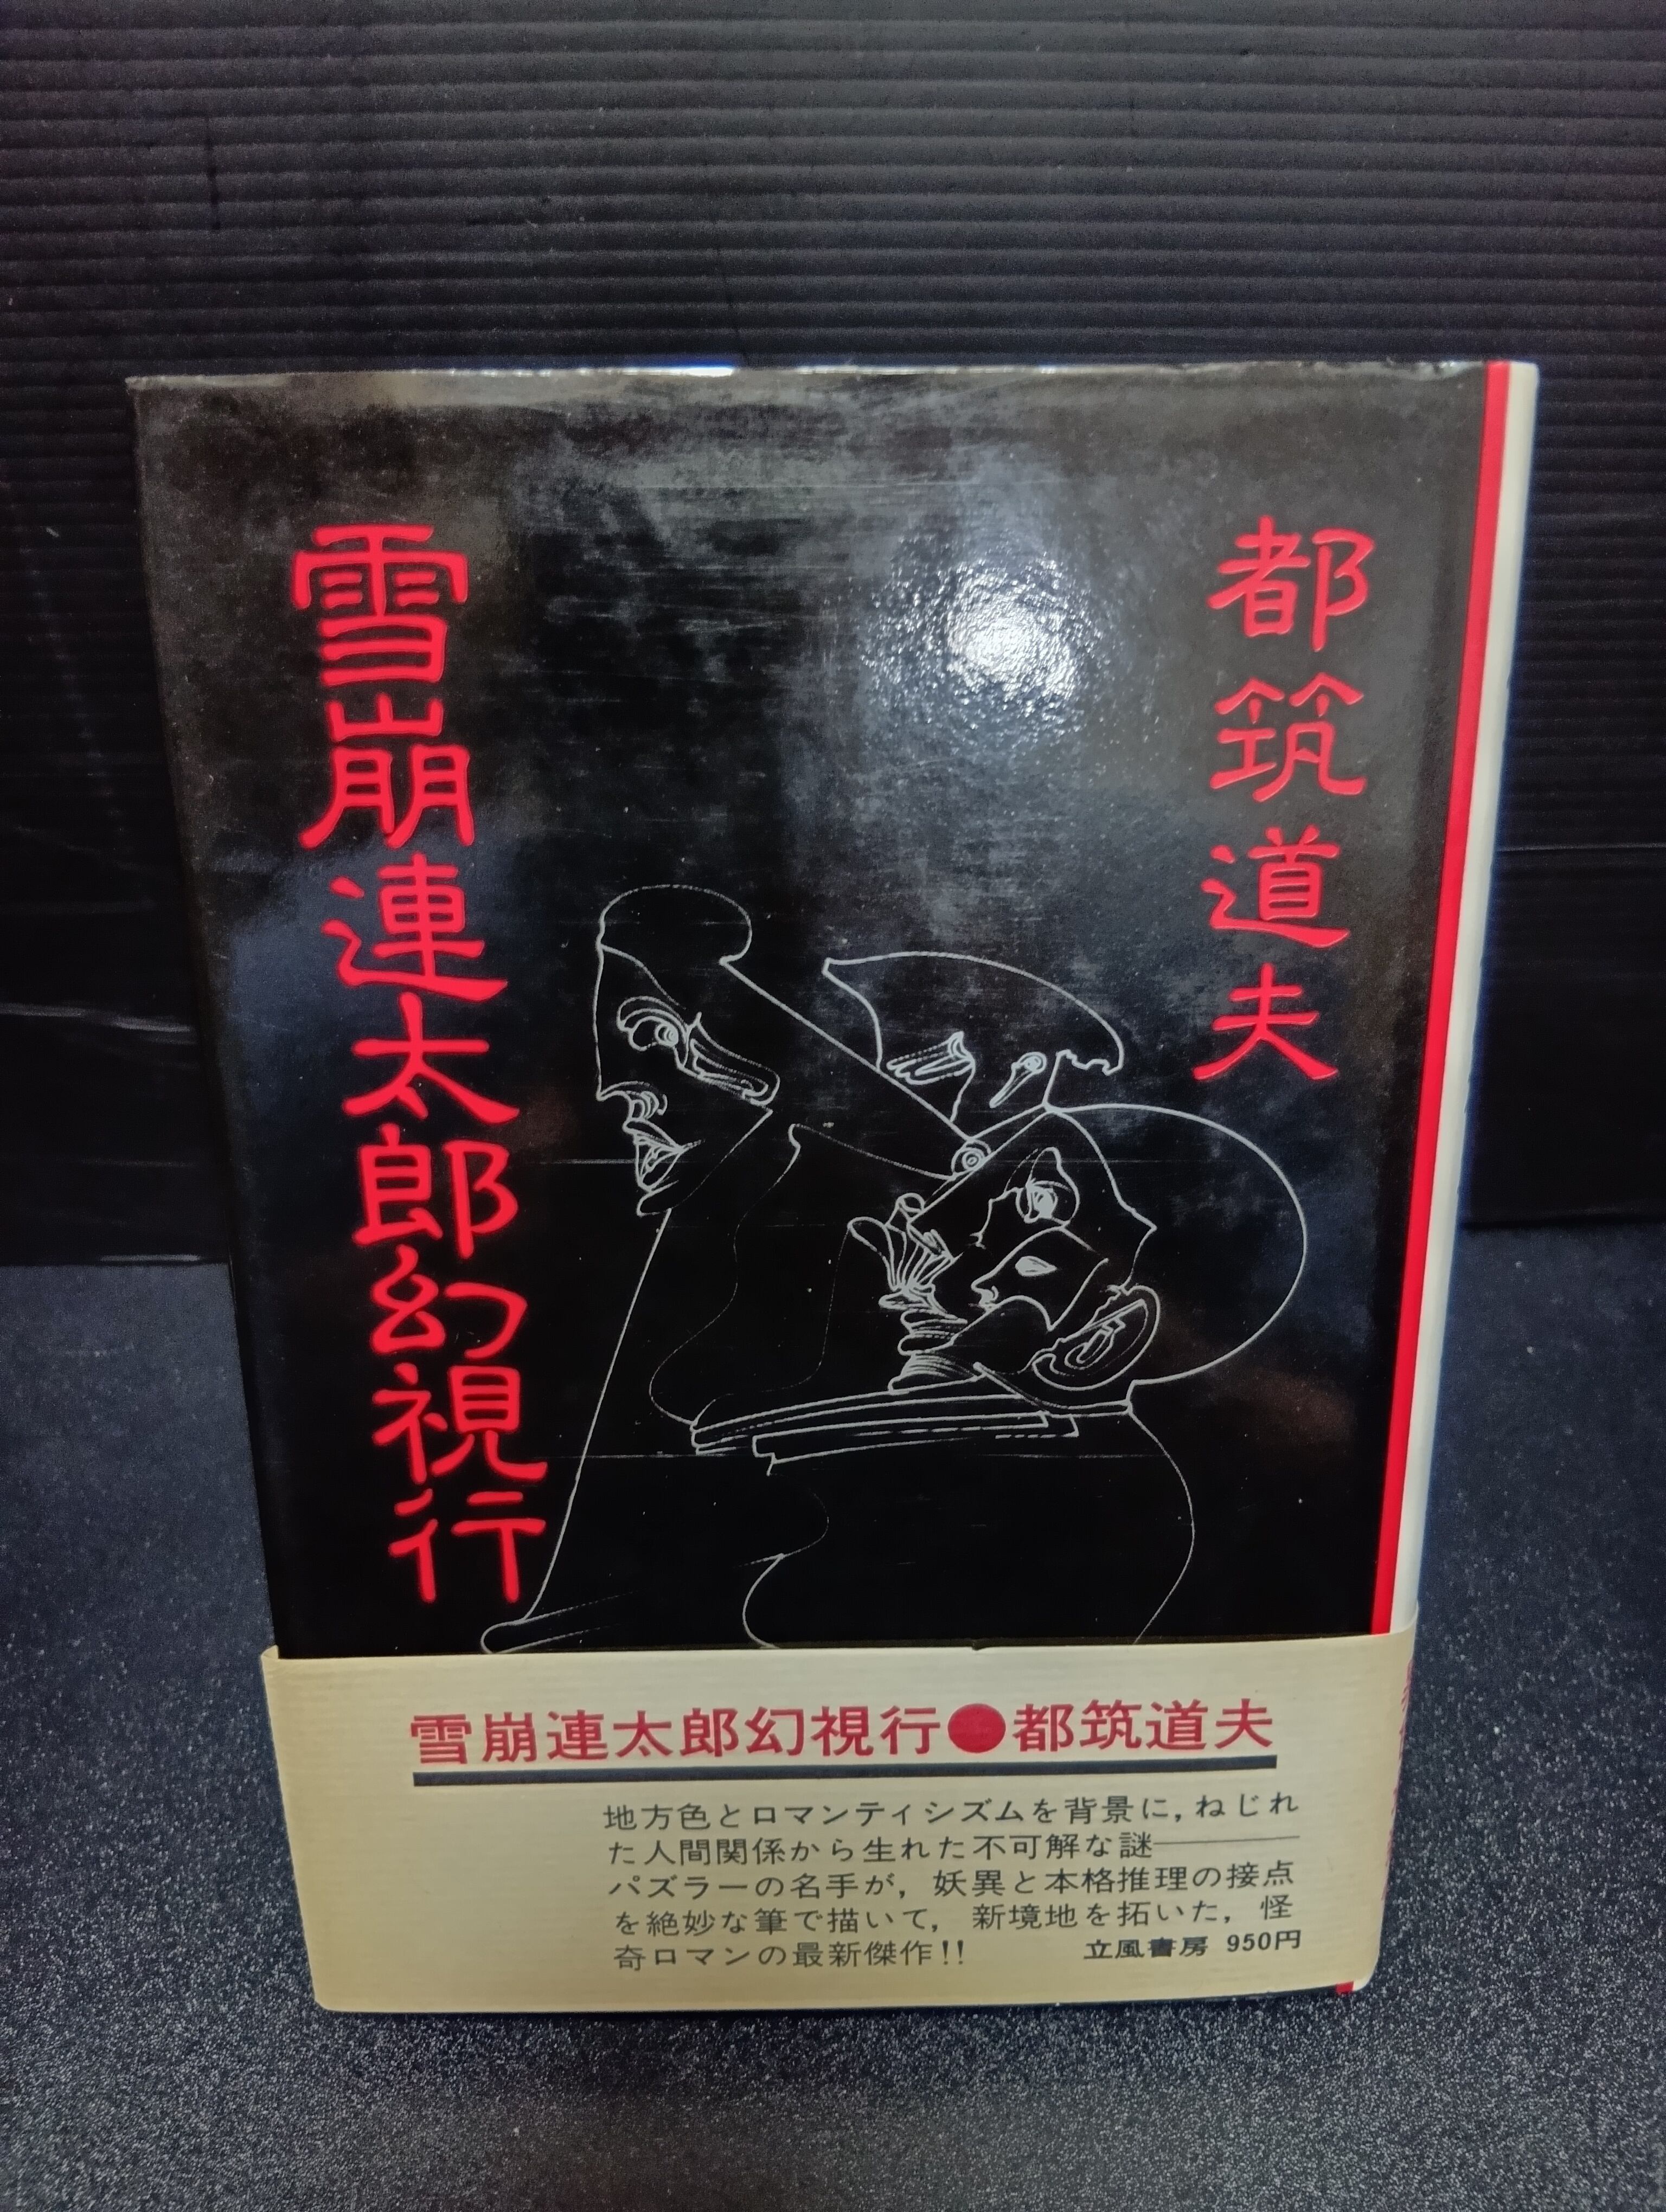 都筑道夫
雪崩連太郎幻視行
雪崩連太郎幻視行●都筑道夫
地方色とロマンティシズムを背景に，ねじれ
た人間関係から生れた不可解な謎――
パズラーの名手が，妖異と本格推理の接点
を絶妙な筆で描いて，新境地を拓いた，怪
奇ロマンの最新傑作!!
立風書房 950円